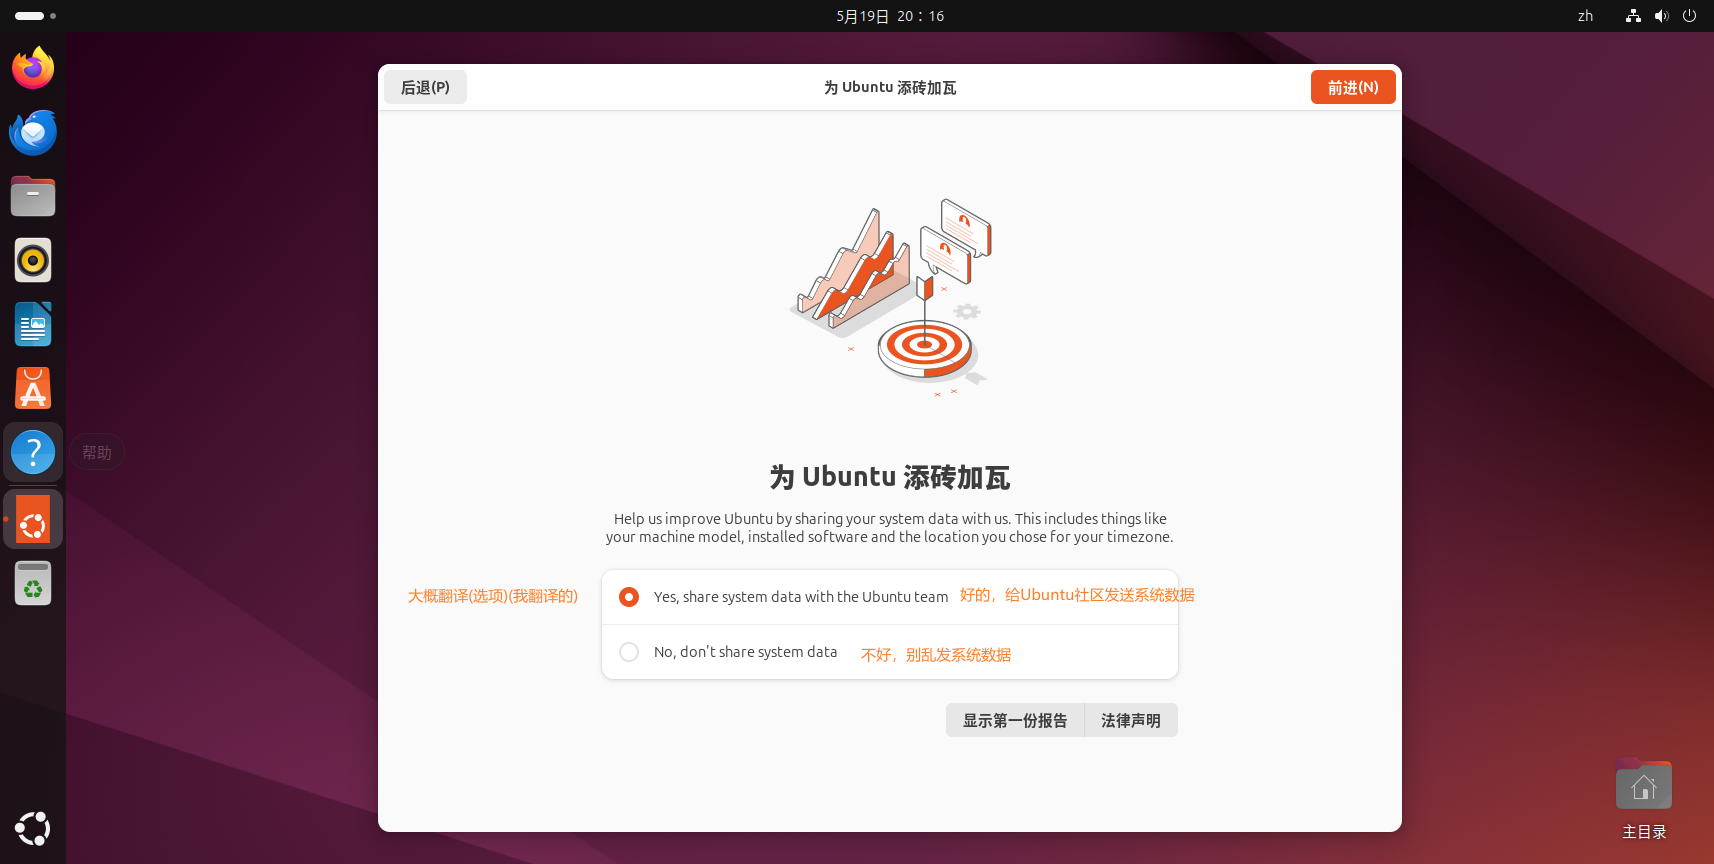 5月19日 20：16
zh
后退(P)
为 Ubuntu 添砖加瓦
前进(N)
帮助
为 Ubuntu 添砖加瓦
Help us improve Ubuntu by sharing your system data with us. This includes things like
your machine model, installed software and the location you chose for your timezone.
大概翻译(选项)(我翻译的)
Yes, share system data with the Ubuntu team
好的，给Ubuntu社区发送系统数据
No, don't share system data
不好，别乱发系统数据
显示第一份报告
法律声明
主目录